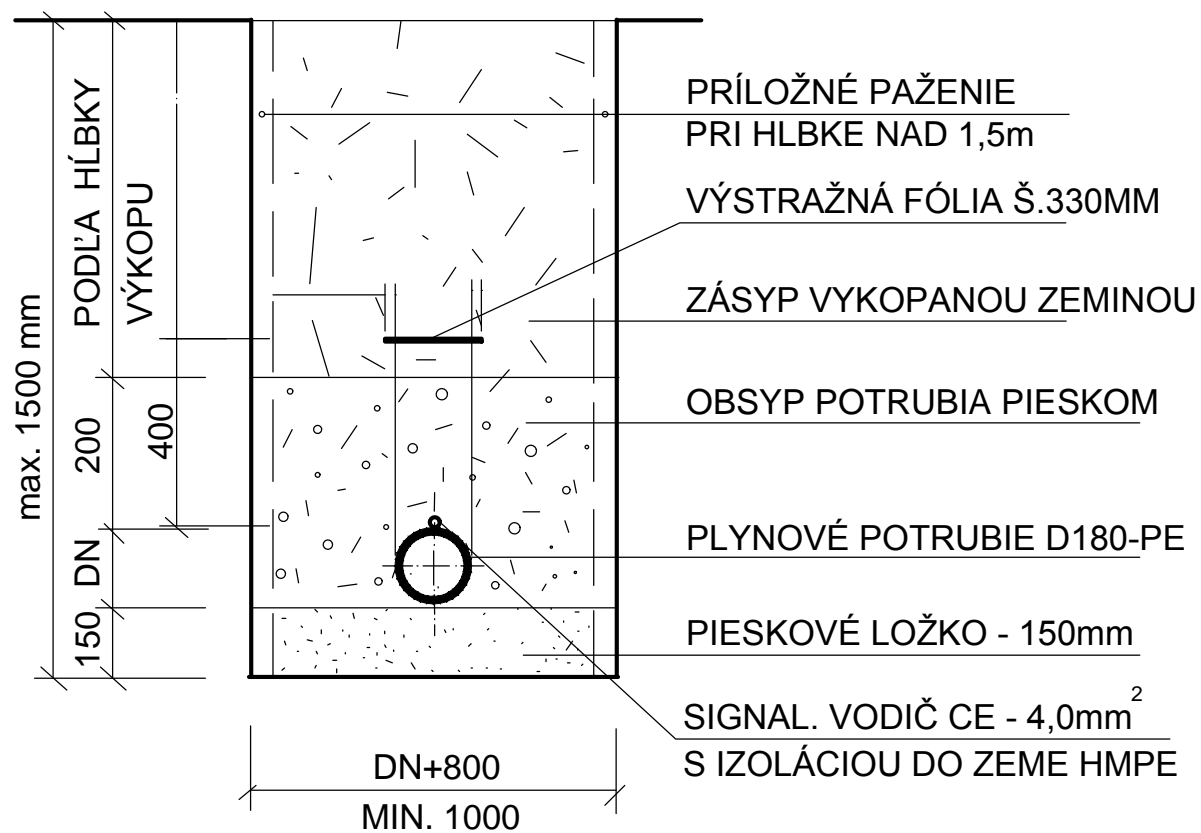 PRÍLOŽNÉ PAŽENIE
PRI HLBKE NAD 1,5m
VÝSTRAŽNÁ FÓLIA Š.330MM
ZÁSYP VYKOPANOU ZEMINOU
OBSYP POTRUBIA PIESKOM
PLYNOVÉ POTRUBIE D180-PE
PIESKOVÉ LOŽKO - 150mm
SIGNAL. VODIČ CE - 4,0mm²
S IZOLÁCIOU DO ZEME HMPE
max. 1500 mm
PODĽA HĹBKY
VÝKOPU
200
400
DN
150
DN+800
MIN. 1000